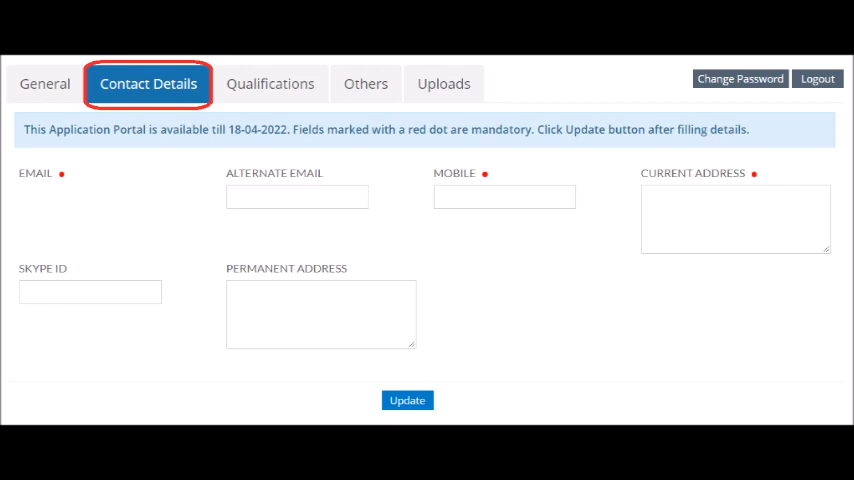 General Contact Details Qualifications Others Uploads Change Password Logout
This Application Portal is available till 18-04-2022. Fields marked with a red dot are mandatory. Click Update button after filling details.
EMAIL ALTERNATE EMAIL MOBILE CURRENT ADDRESS
SKYPE ID PERMANENT ADDRESS
Update